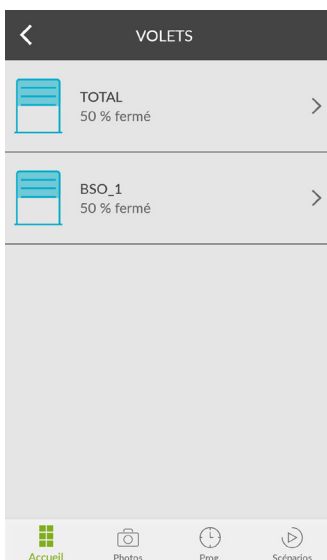 VOLETS
TOTAL
50 % fermé
BSO_1
50 % fermé
Accueil Photos Prog. Scénarios